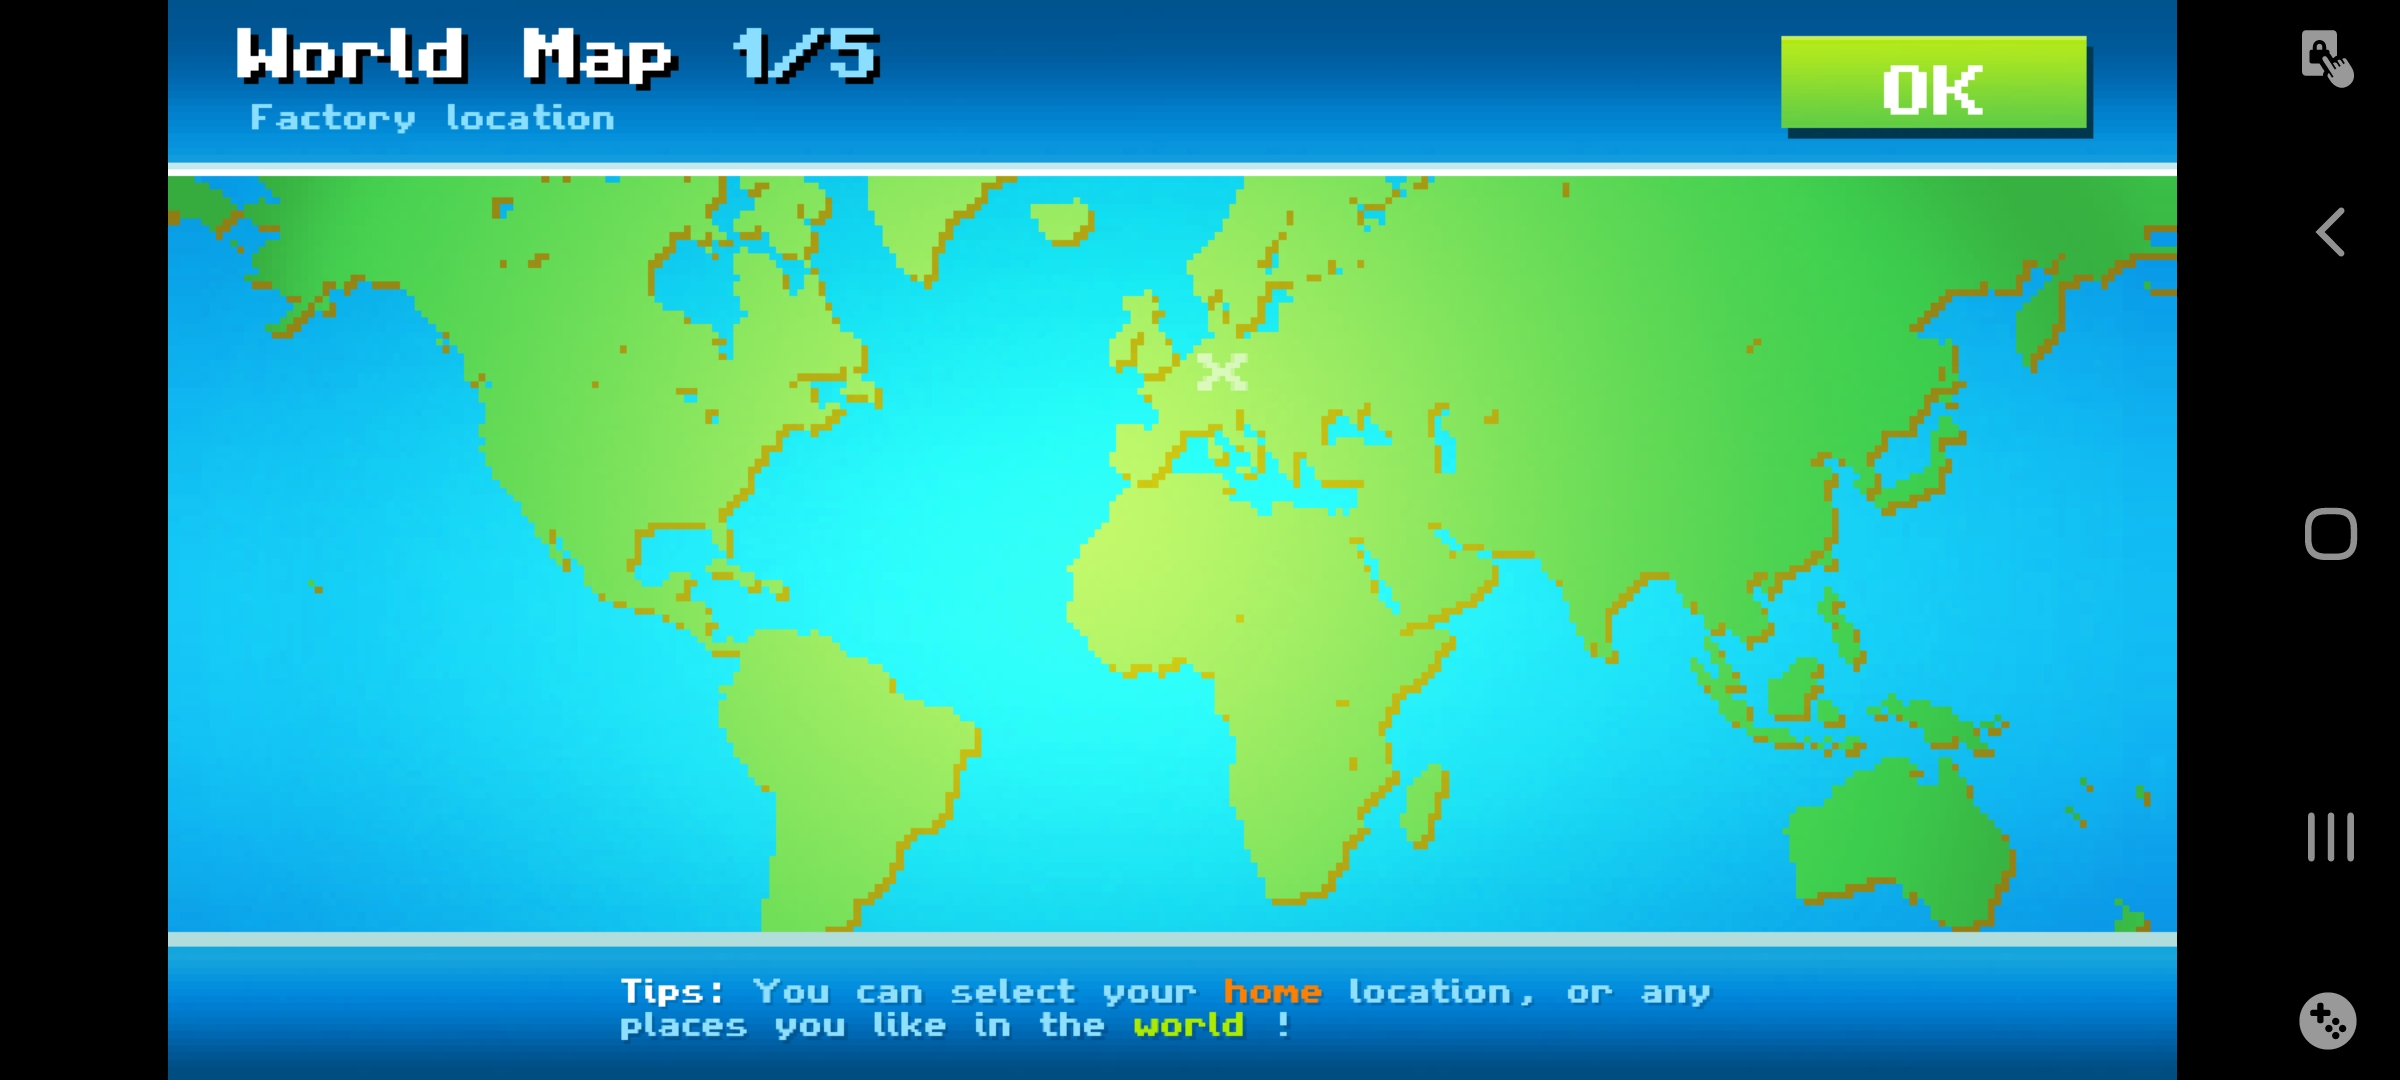 World Map 1/5
OK
Factory location
Tips: You can select your home location, or any
places you like in the world !